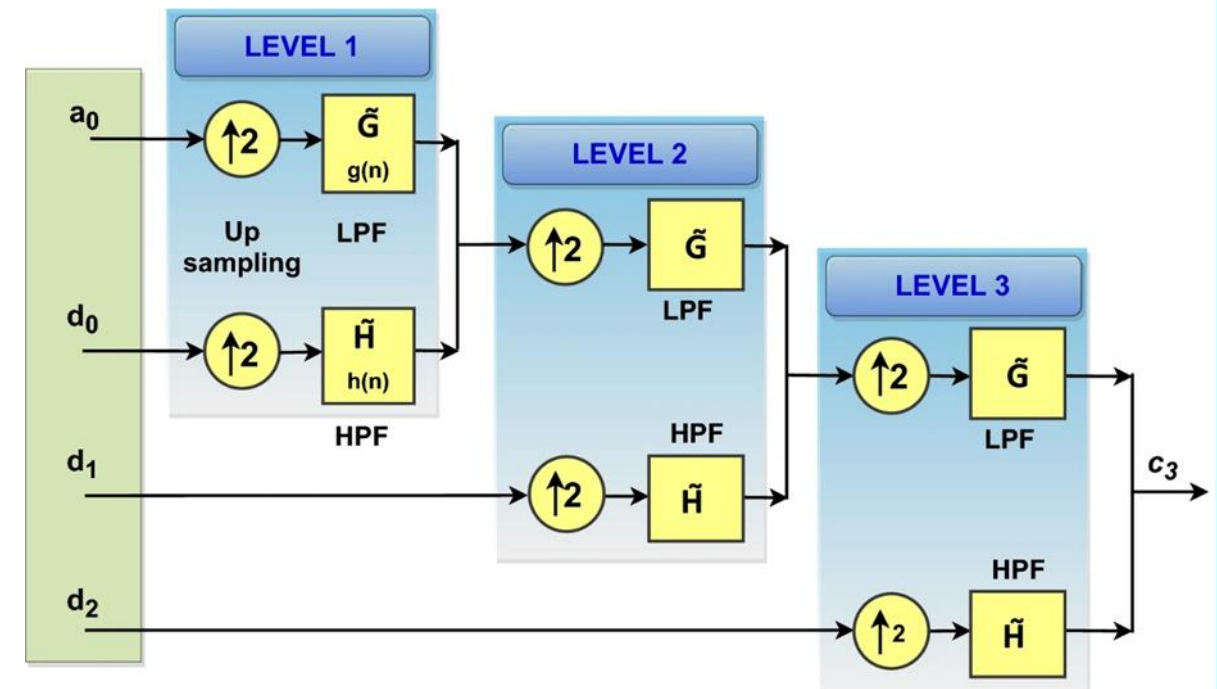 LEVEL 1
a0
↑2
G̃
g(n)
Up
sampling
LPF
d0
↑2
H̃
h(n)
HPF
LEVEL 2
↑2
G̃
LPF
d1
↑2
HPF
H̃
LEVEL 3
↑2
G̃
LPF
c3
d2
↑2
HPF
H̃